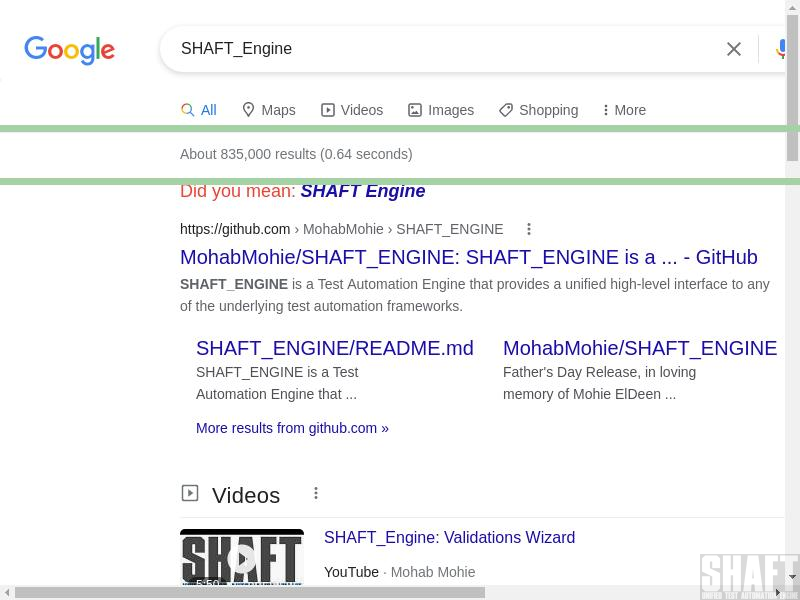 Google
SHAFT_Engine
All
Maps
Videos
Images
Shopping
More
About 835,000 results (0.64 seconds)
Did you mean: SHAFT Engine
https://github.com › MohabMohie › SHAFT_ENGINE
MohabMohie/SHAFT_ENGINE: SHAFT_ENGINE is a ... - GitHub
SHAFT_ENGINE is a Test Automation Engine that provides a unified high-level interface to any
of the underlying test automation frameworks.
SHAFT_ENGINE/README.md
SHAFT_ENGINE is a Test
Automation Engine that ...
MohabMohie/SHAFT_ENGINE
Father's Day Release, in loving
memory of Mohie ElDeen ...
More results from github.com »
Videos
SHAFT
5:50
SHAFT_Engine: Validations Wizard
YouTube · Mohab Mohie
SHAFT
UNIFIED TEST AUTOMATION ENGINE